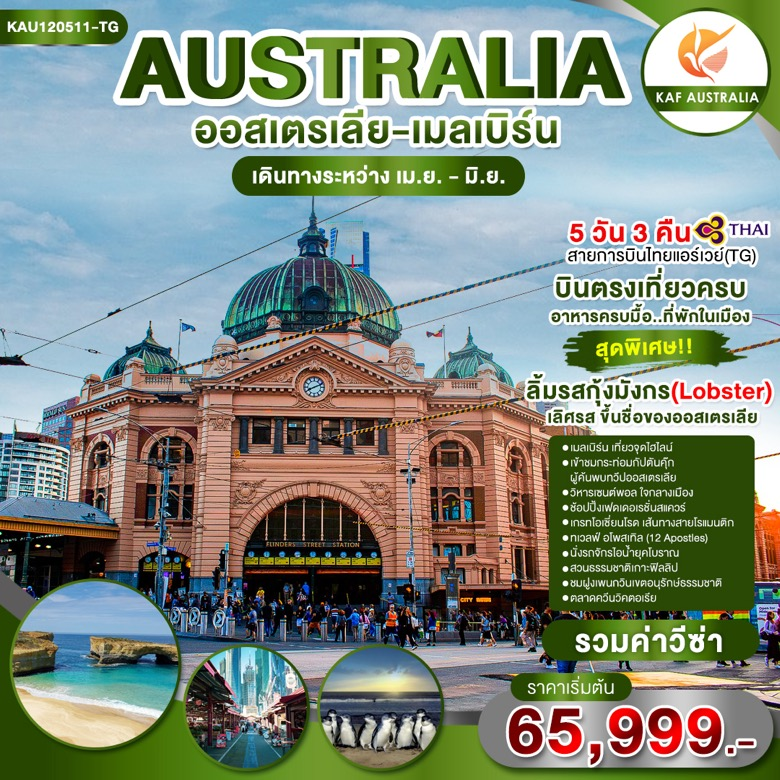 KAU120511-TG
AUSTRALIA
KAF AUSTRALIA
ออสเตรเลีย-เมลเบิร์น
เดินทางระหว่าง เม.ย. - มิ.ย.
5 วัน 3 คืน THAI
สายการบินไทยแอร์เวย์(TG)
บินตรงเที่ยวครบ
อาหารครบมื้อ..ที่พักในเมือง
สุดพิเศษ!!
ลิ้มรสกุ้งมังกร(Lobster)
เลิศรส ขึ้นชื่อของออสเตรเลีย
• เมลเบิร์น เที่ยวจุดไฮไลน์
• เข้าชมกระท่อมกัปตันคุ๊ก
ผู้ค้นพบทวีปออสเตรเลีย
• วิหารเซนต์พอล ใจกลางเมือง
• ช้อปปิ้งเฟดเดอเรชั่นสแควร์
• เกรทโอเชี่ยนโรด เส้นทางสายโรแมนติก
• ทเวลฟ์ อโพสเทิล (12 Apostles)
• นั่งรถจักรไอน้ำยุคโบราณ
• สวนธรรมชาติเกาะฟิลลิป
• ชมฝูงเพนกวินเขตอนุรักษ์ธรรมชาติ
• ตลาดควีนวิคตอเรีย
FLINDERS STREET STATION
CITY
รวมค่าวีซ่า
ราคาเริ่มต้น
65,999.-